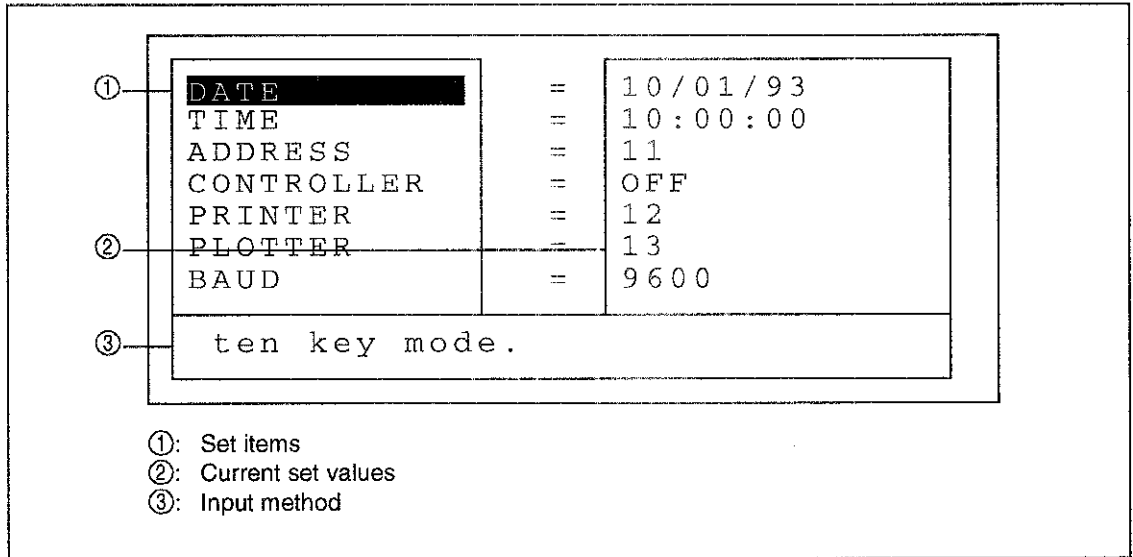 ① DATE = 10/01/93
TIME = 10:00:00
ADDRESS = 11
CONTROLLER = OFF
PRINTER = 12
② PLOTTER = 13
BAUD = 9600
③ ten key mode.
①: Set items
②: Current set values
③: Input method